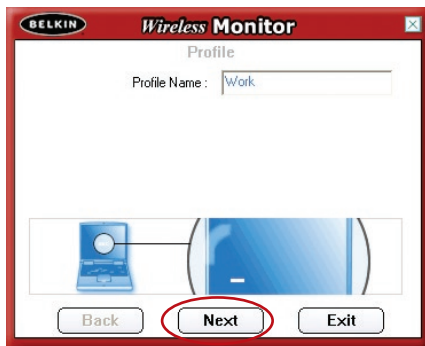 BELKIN Wireless Monitor
Profile
Profile Name : Work
Back Next Exit